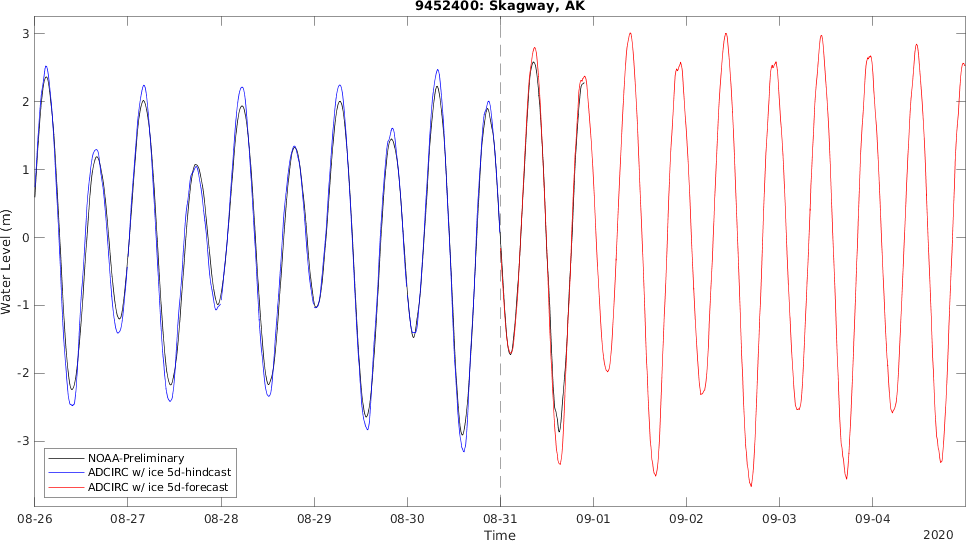 9452400: Skagway, AK
Water Level (m)
3
2
1
0
-1
-2
-3
NOAA-Preliminary
ADCIRC w/ ice 5d-hindcast
ADCIRC w/ ice 5d-forecast
08-26 08-27 08-28 08-29 08-30 08-31 09-01 09-02 09-03 09-04
Time
2020